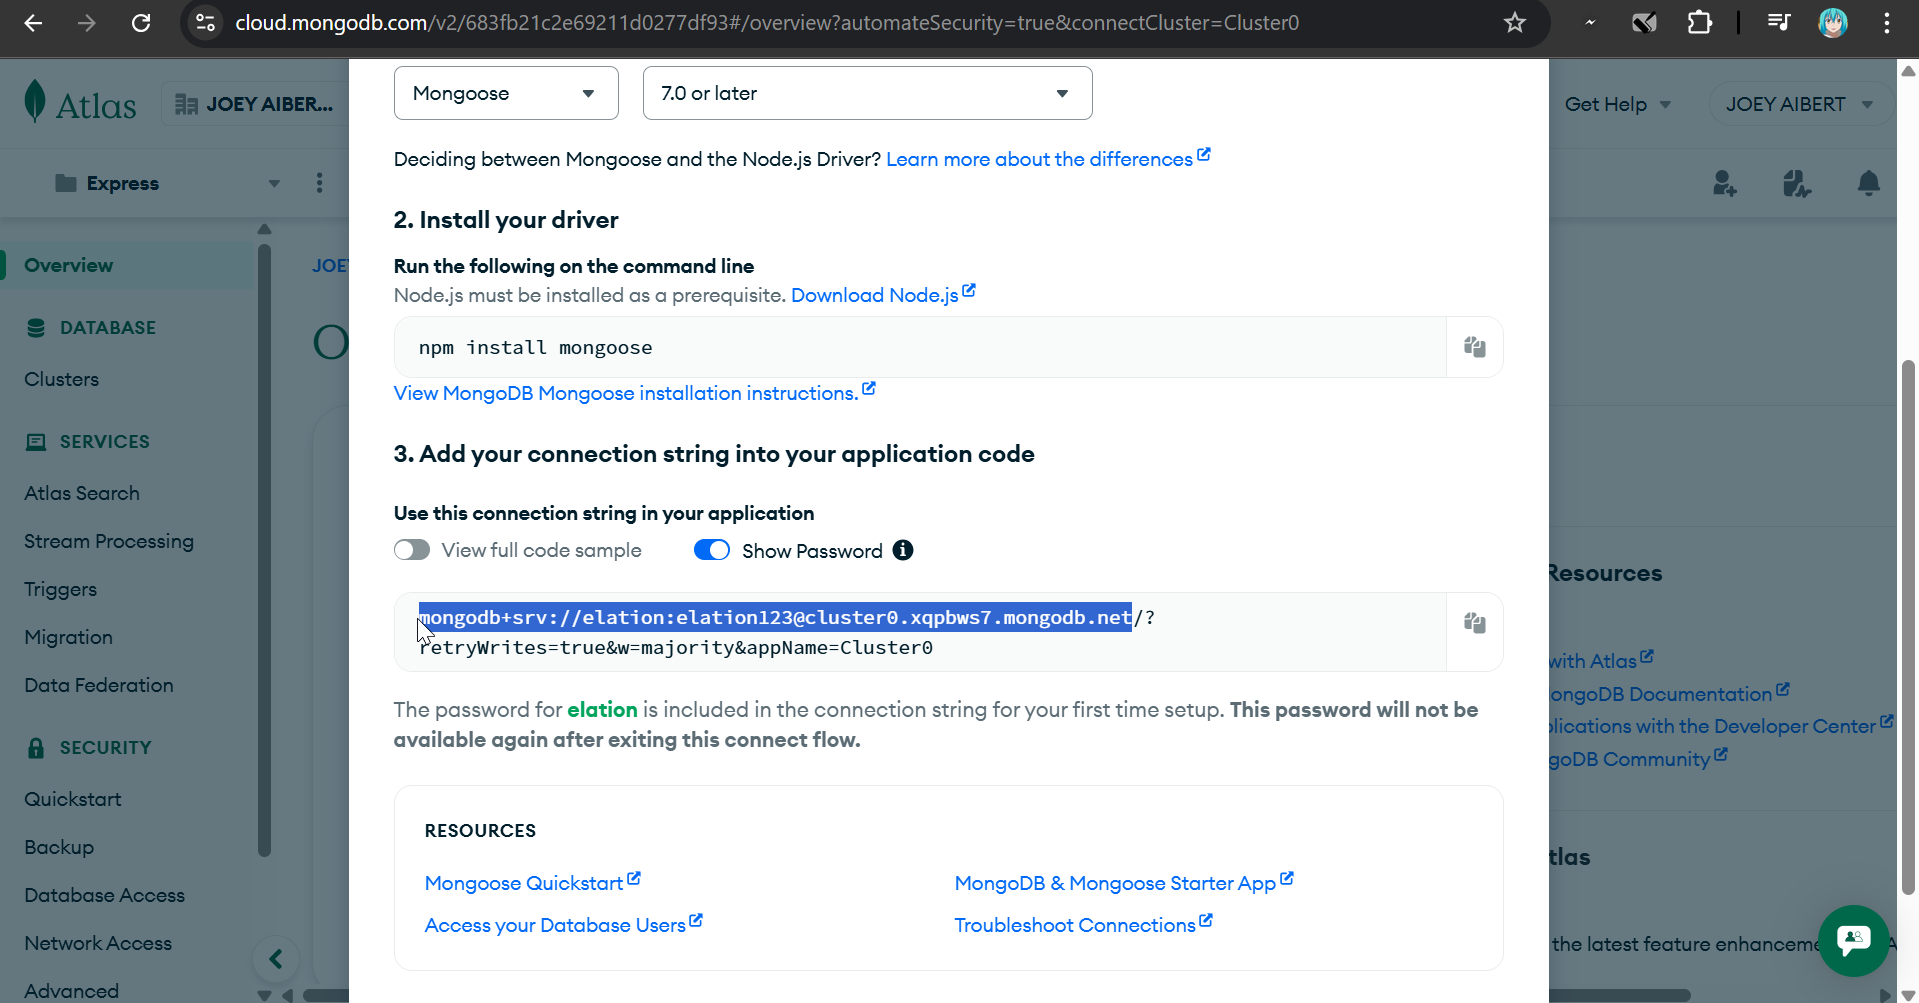 cloud.mongodb.com/v2/683fb21c2e69211d0277df93#/overview?automateSecurity=true&connectCluster=Cluster0
Atlas
JOEY AIBER...
Get Help
JOEY AIBERT
Express
Overview
DATABASE
Clusters
SERVICES
Atlas Search
Stream Processing
Triggers
Migration
Data Federation
SECURITY
Quickstart
Backup
Database Access
Network Access
Advanced
JOE
O
Mongoose
7.0 or later
Deciding between Mongoose and the Node.js Driver? Learn more about the differences
2. Install your driver
Run the following on the command line
Node.js must be installed as a prerequisite. Download Node.js
npm install mongoose
View MongoDB Mongoose installation instructions.
3. Add your connection string into your application code
Use this connection string in your application
View full code sample
Show Password
mongodb+srv://elation:elation123@cluster0.xqpbws7.mongodb.net/?
retryWrites=true&w=majority&appName=Cluster0
The password for elation is included in the connection string for your first time setup. This password will not be
available again after exiting this connect flow.
RESOURCES
Mongoose Quickstart
MongoDB & Mongoose Starter App
Access your Database Users
Troubleshoot Connections
Resources
with Atlas
ongoDB Documentation
plications with the Developer Center
goDB Community
tlas
the latest feature enhanceme